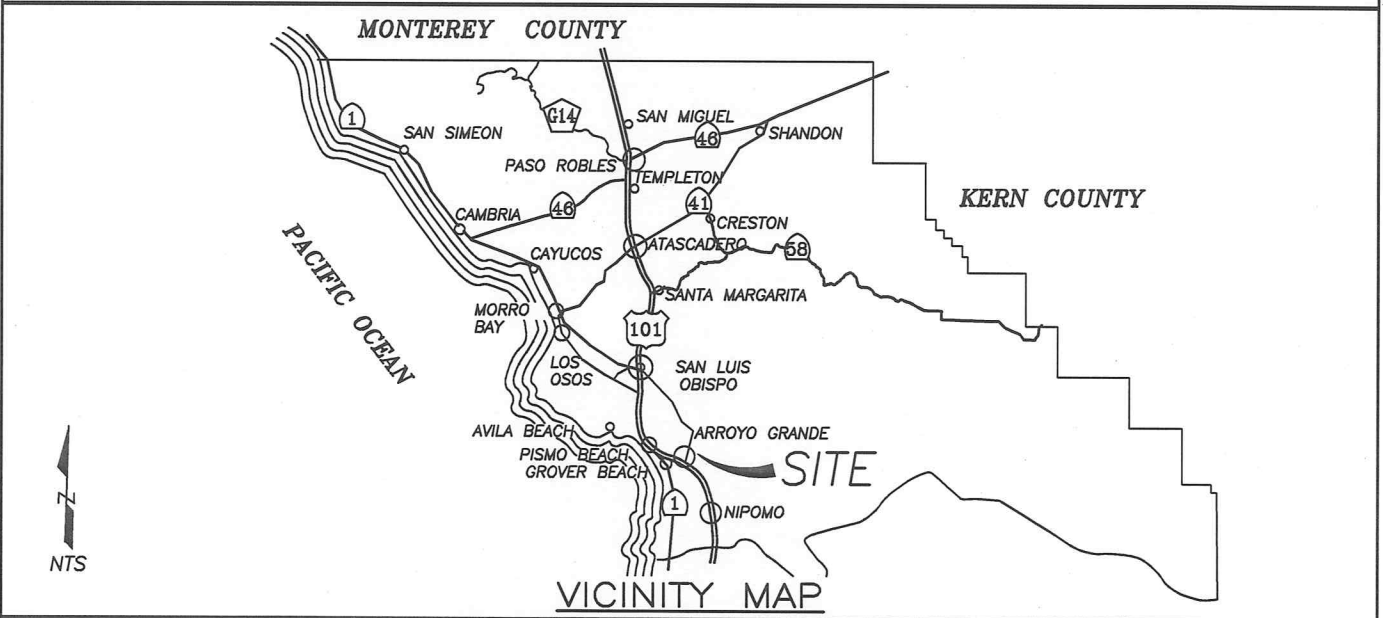 MONTEREY COUNTY
1
G14
SAN MIGUEL
46
SHANDON
SAN SIMEON
PASO ROBLES
TEMPLETON
KERN COUNTY
46
41
CAMBRIA
CRESTON
ATASCADERO
58
PACIFIC OCEAN
CAYUCOS
SANTA MARGARITA
MORRO
BAY
101
LOS
OSOS
SAN LUIS
OBISPO
AVILA BEACH
ARROYO GRANDE
PISMO BEACH
GROVER BEACH
SITE
1
NIPOMO
N
NTS
VICINITY MAP